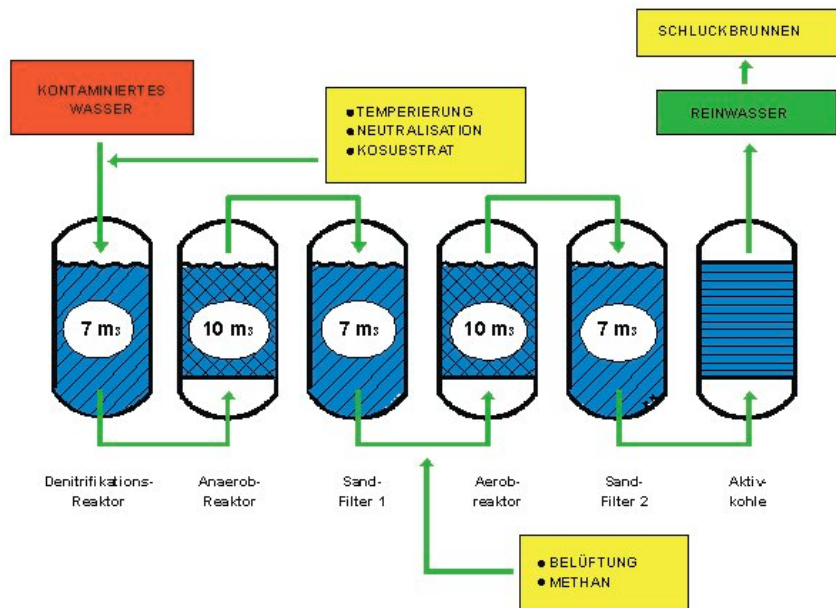 SCHLUCKBRUNNEN
KONTAMINIERTES
WASSER
● TEMPERIERUNG
● NEUTRALISATION
● KOSUBSTRAT
REINWASSER
7 m₃
10 m₃
7 m₃
10 m₃
7 m₃
Denitrifikations-
Reaktor
Anaerob-
Reaktor
Sand-
Filter 1
Aerob-
reaktor
Sand-
Filter 2
Aktiv-
kohle
● BELÜFTUNG
● METHAN